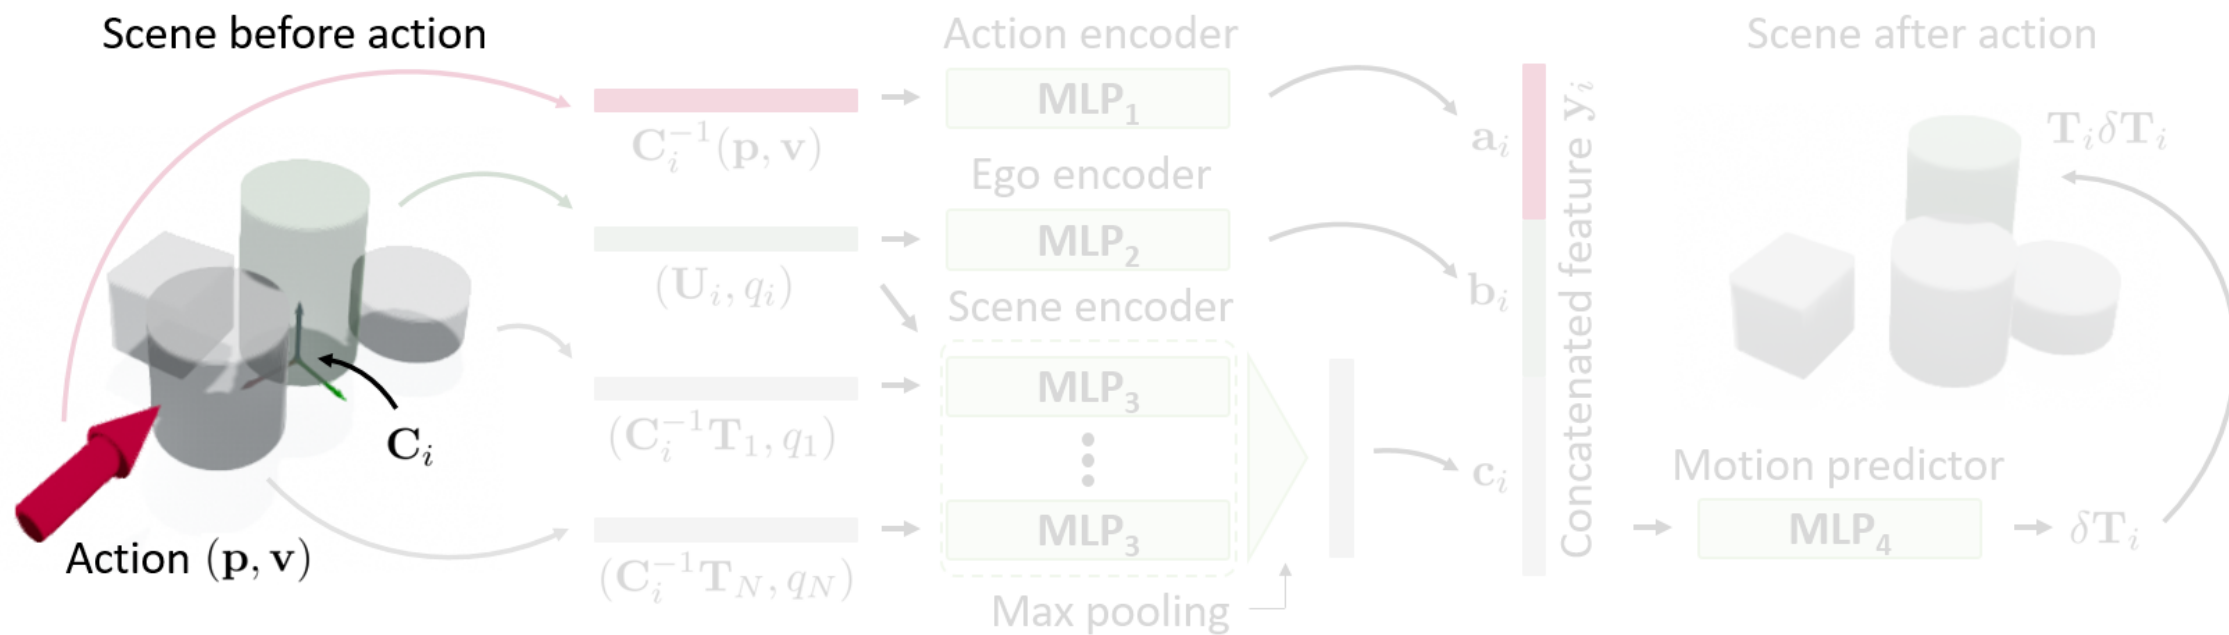 Scene before action
Action encoder
Scene after action
MLP₁
C_i^{-1}(p, v)
a_i
Concatenated feature y_i
T_iδT_i
Ego encoder
MLP₂
(U_i, q_i)
b_i
Scene encoder
MLP₃
(C_i^{-1}T_1, q_1)
C_i
c_i
Motion predictor
MLP₃
MLP₄
δT_i
Action (p, v)
(C_i^{-1}T_N, q_N)
Max pooling